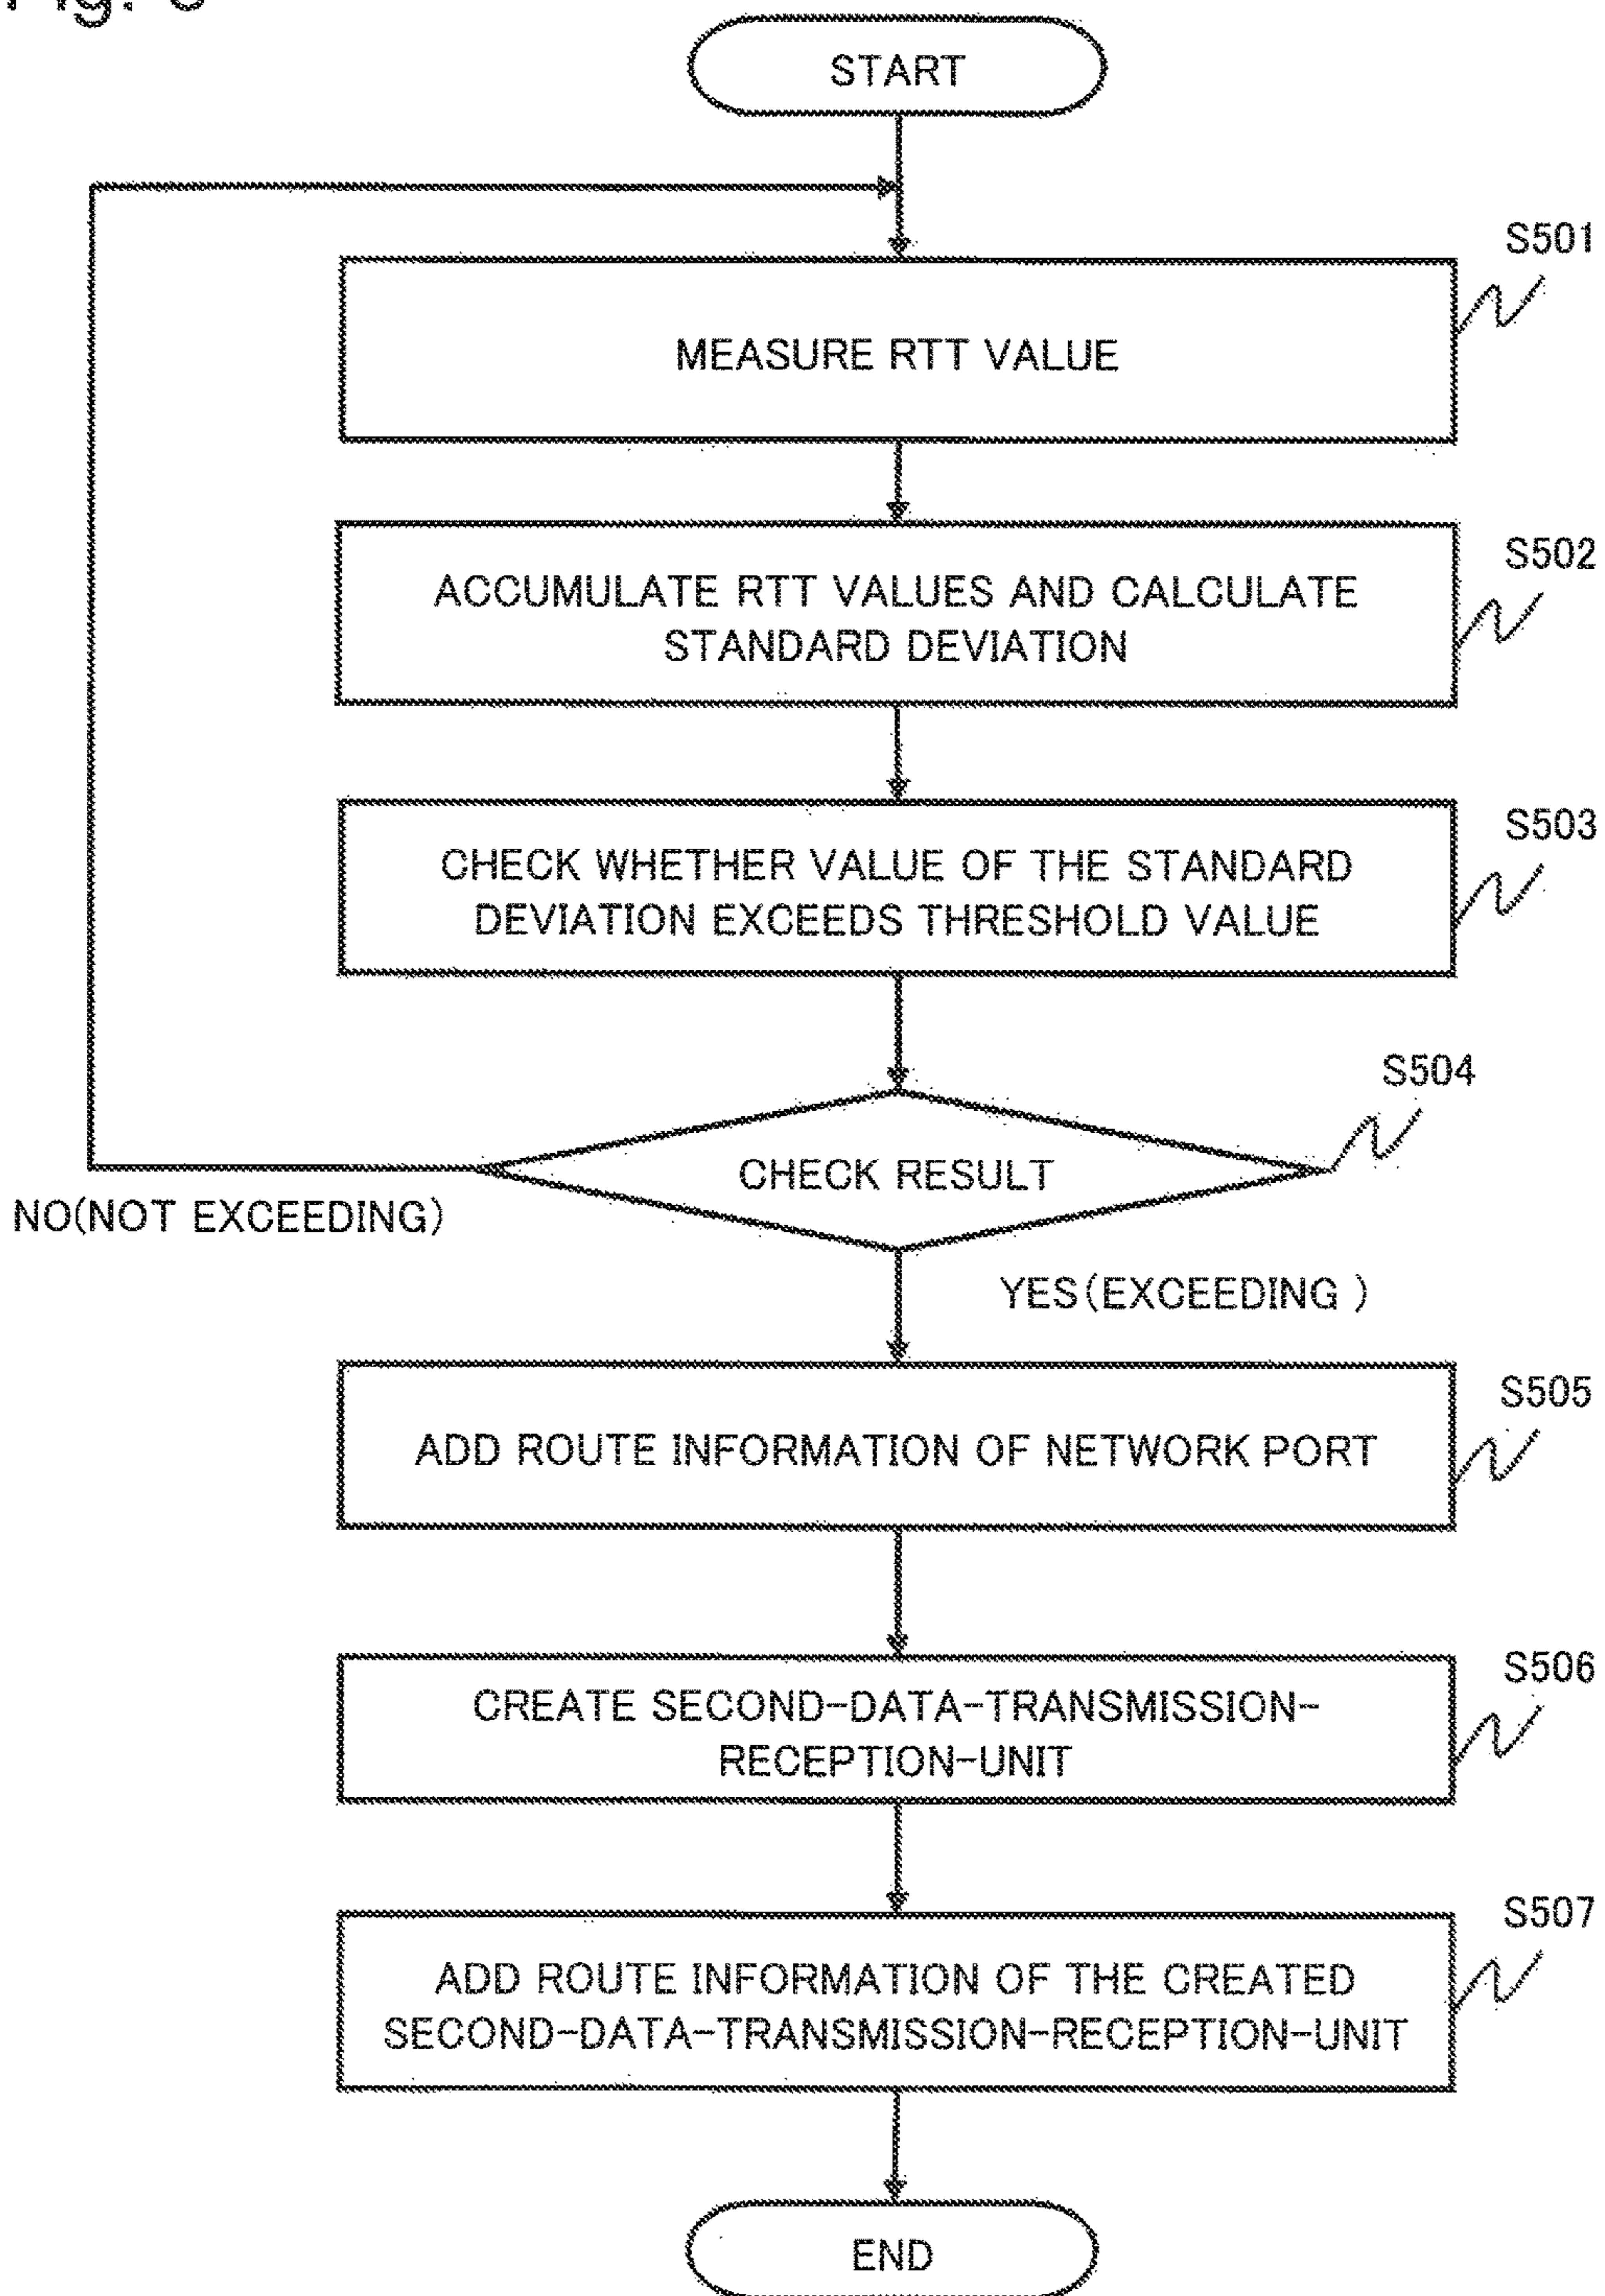 START
S501
MEASURE RTT VALUE
S502
ACCUMULATE RTT VALUES AND CALCULATE
STANDARD DEVIATION
S503
CHECK WHETHER VALUE OF THE STANDARD
DEVIATION EXCEEDS THRESHOLD VALUE
S504
CHECK RESULT
NO(NOT EXCEEDING)
YES(EXCEEDING )
S505
ADD ROUTE INFORMATION OF NETWORK PORT
S506
CREATE SECOND-DATA-TRANSMISSION-
RECEPTION-UNIT
S507
ADD ROUTE INFORMATION OF THE CREATED
SECOND-DATA-TRANSMISSION-RECEPTION-UNIT
END